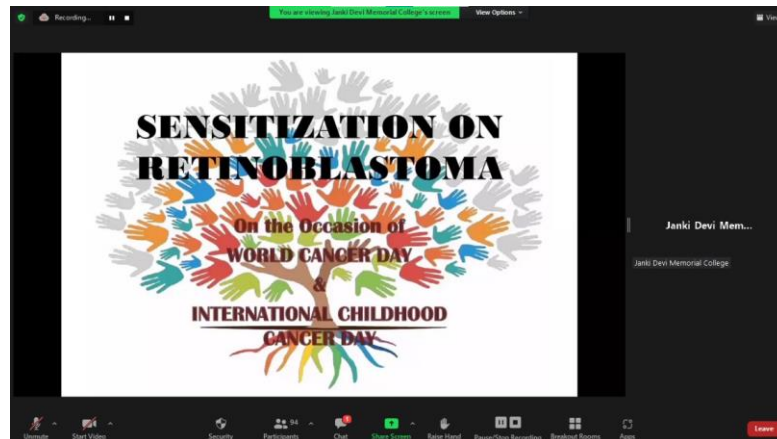 Recording...
You are viewing Janki Devi Memorial College's screen
View Options
View
SENSITIZATION ON
RETINOBLASTOMA
On the Occasion of
WORLD CANCER DAY
&
INTERNATIONAL CHILDHOOD
CANCER DAY
Janki Devi Mem...
Janki Devi Memorial College
Unmute
Start Video
Security
Participants
94
Chat
1
Share Screen
Raise Hand
Pause/Stop Recording
Breakout Rooms
Apps
Leave